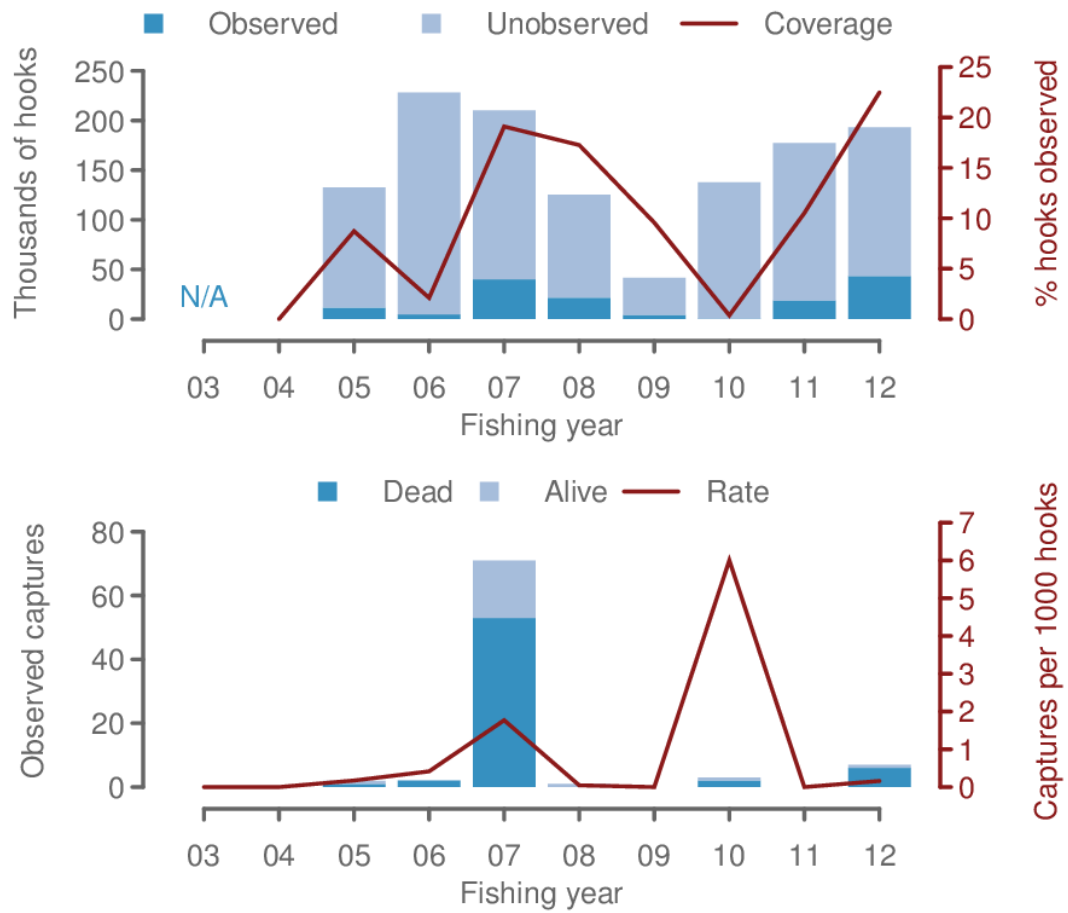 Observed Unobserved Coverage
Thousands of hooks
250
200
150
100
50
0
N/A
25
20
15
10
5
0
% hooks observed
03 04 05 06 07 08 09 10 11 12
Fishing year
Dead Alive Rate
Observed captures
80
60
40
20
0
7
6
5
4
3
2
1
0
Captures per 1000 hooks
03 04 05 06 07 08 09 10 11 12
Fishing year